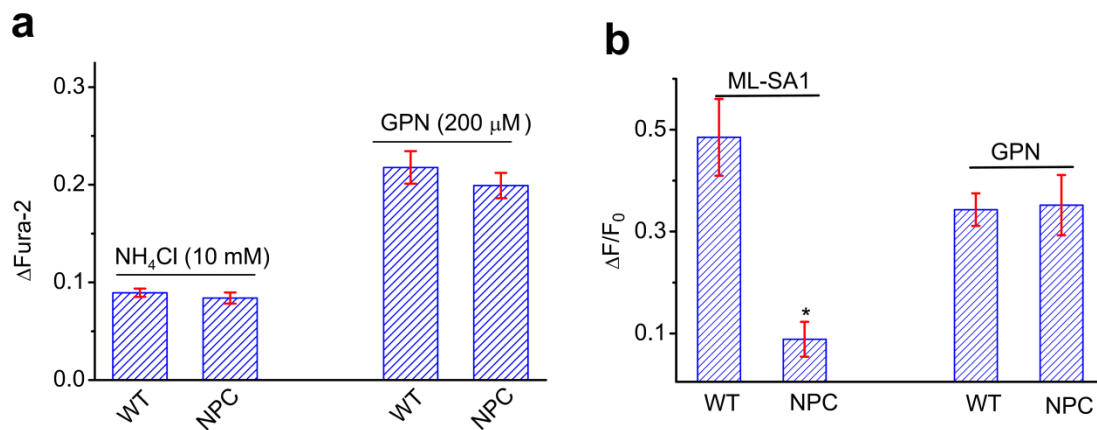 a
ΔFura-2
0.3
0.2
0.1
0.0
NH₄Cl (10 mM)
GPN (200 μM)
WT
NPC
WT
NPC
b
ΔF/F₀
0.5
0.3
0.1
ML-SA1
*
GPN
WT
NPC
WT
NPC